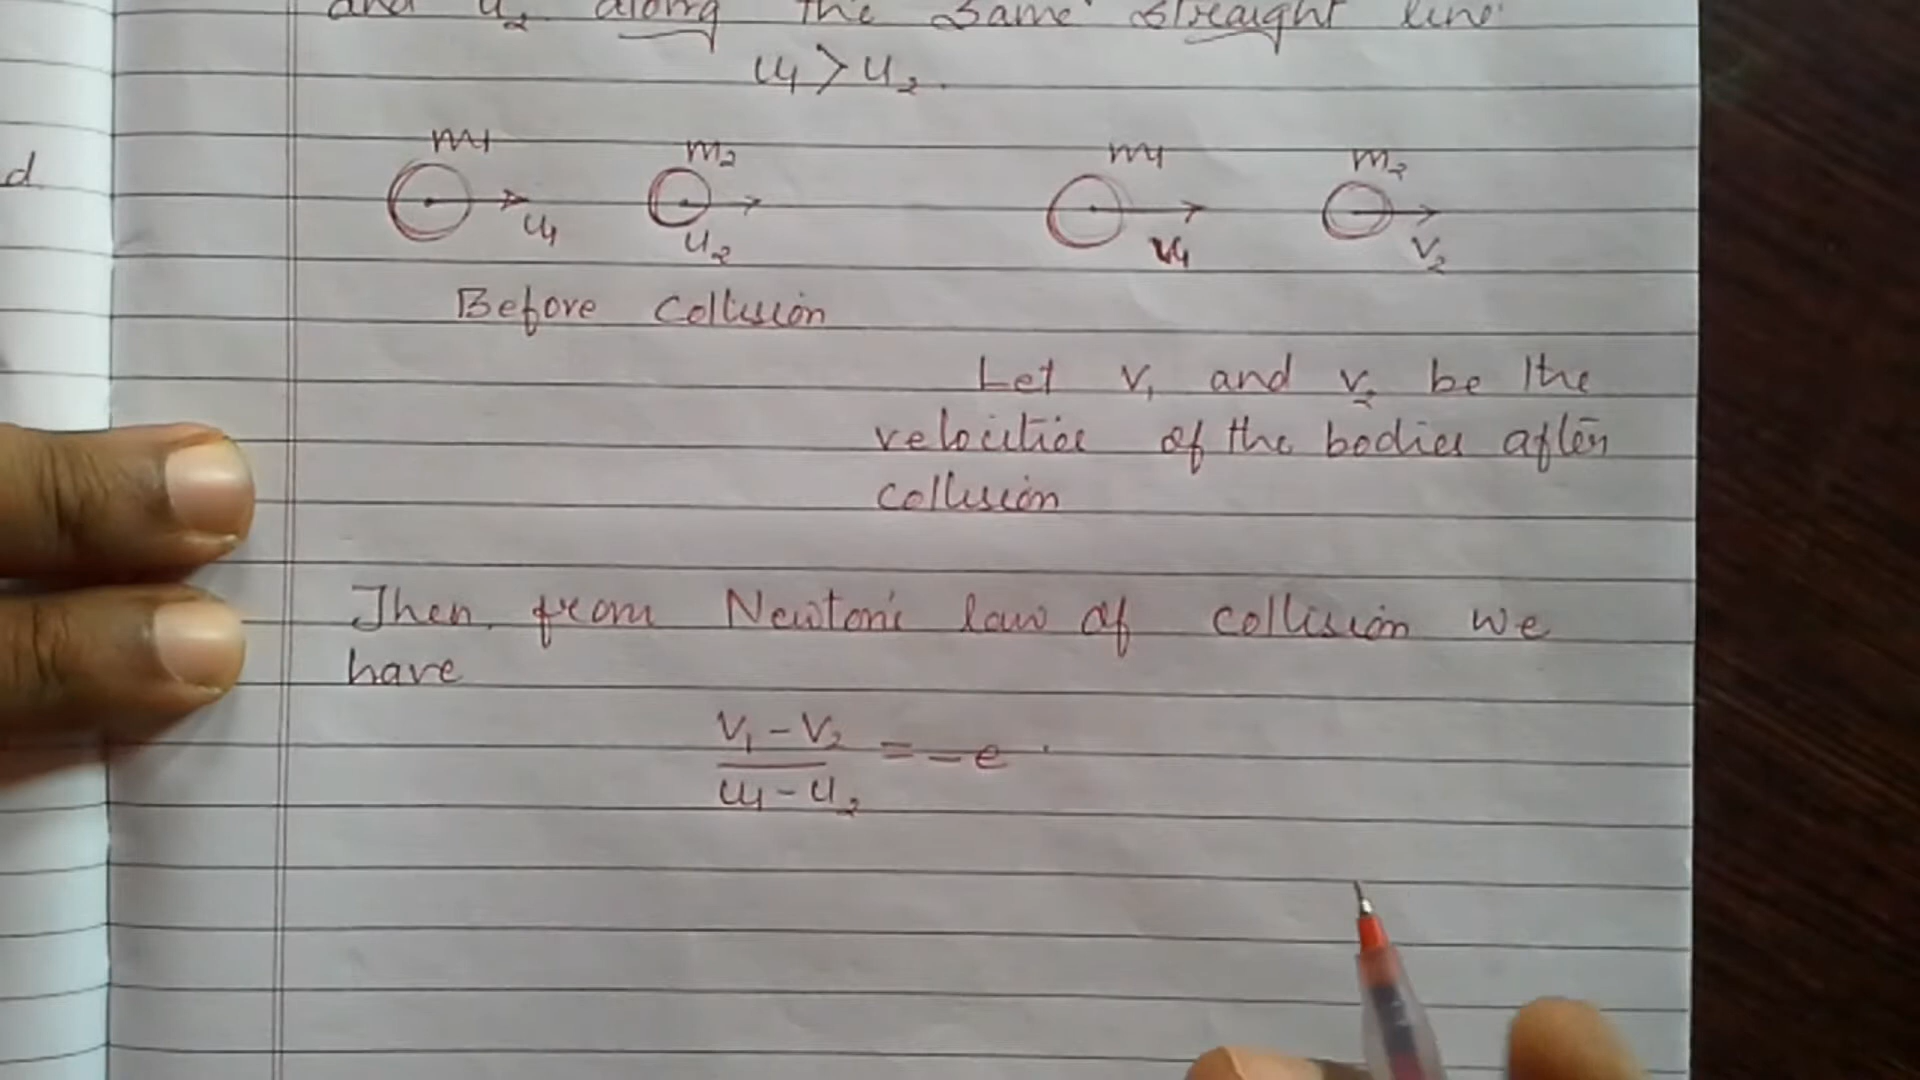 and u₂ along the same straight line.
u₁ > u₂.
m₁ m₂ m₁ m₂
d
u₁ u₂ v₁ v₂
Before Collision
Let v₁ and v₂ be the
velocities of the bodies after
collision
Then from Newton's law of collision we
have
v₁ - v₂
———— = -e.
u₁ - u₂